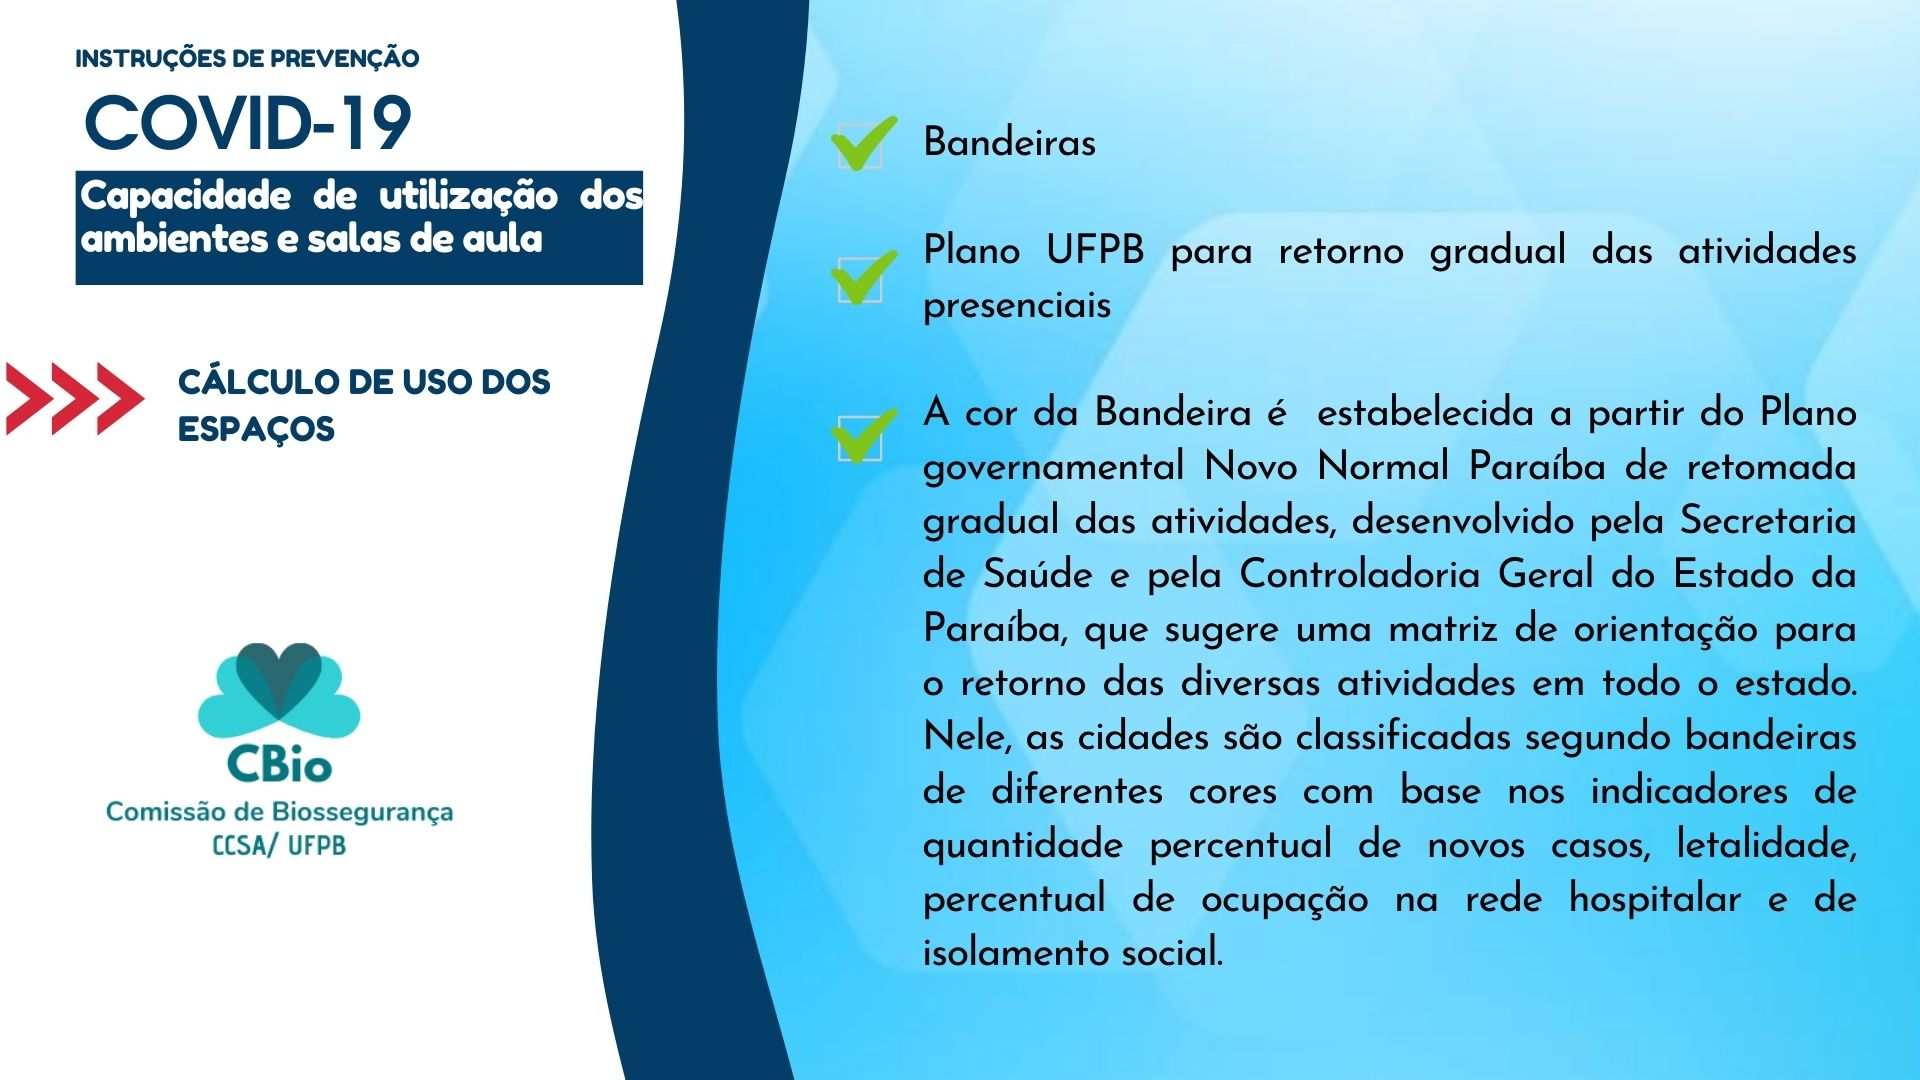 INSTRUÇÕES DE PREVENÇÃO
COVID-19
Capacidade de utilização dos
ambientes e salas de aula
CÁLCULO DE USO DOS
ESPAÇOS
CBio
Comissão de Biossegurança
CCSA/ UFPB
Bandeiras
Plano UFPB para retorno gradual das atividades
presenciais
A cor da Bandeira é estabelecida a partir do Plano
governamental Novo Normal Paraíba de retomada
gradual das atividades, desenvolvido pela Secretaria
de Saúde e pela Controladoria Geral do Estado da
Paraíba, que sugere uma matriz de orientação para
o retorno das diversas atividades em todo o estado.
Nele, as cidades são classificadas segundo bandeiras
de diferentes cores com base nos indicadores de
quantidade percentual de novos casos, letalidade,
percentual de ocupação na rede hospitalar e de
isolamento social.